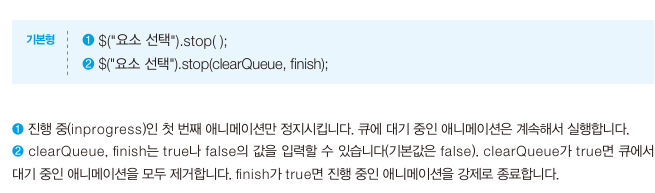 기본형
❶ $("요소 선택").stop( );
❷ $("요소 선택").stop(clearQueue, finish);
❶ 진행 중(inprogress)인 첫 번째 애니메이션만 정지시킵니다. 큐에 대기 중인 애니메이션은 계속해서 실행합니다.
❷ clearQueue, finish는 true나 false의 값을 입력할 수 있습니다(기본값은 false). clearQueue가 true면 큐에서
대기 중인 애니메이션을 모두 제거합니다. finish가 true면 진행 중인 애니메이션을 강제로 종료합니다.